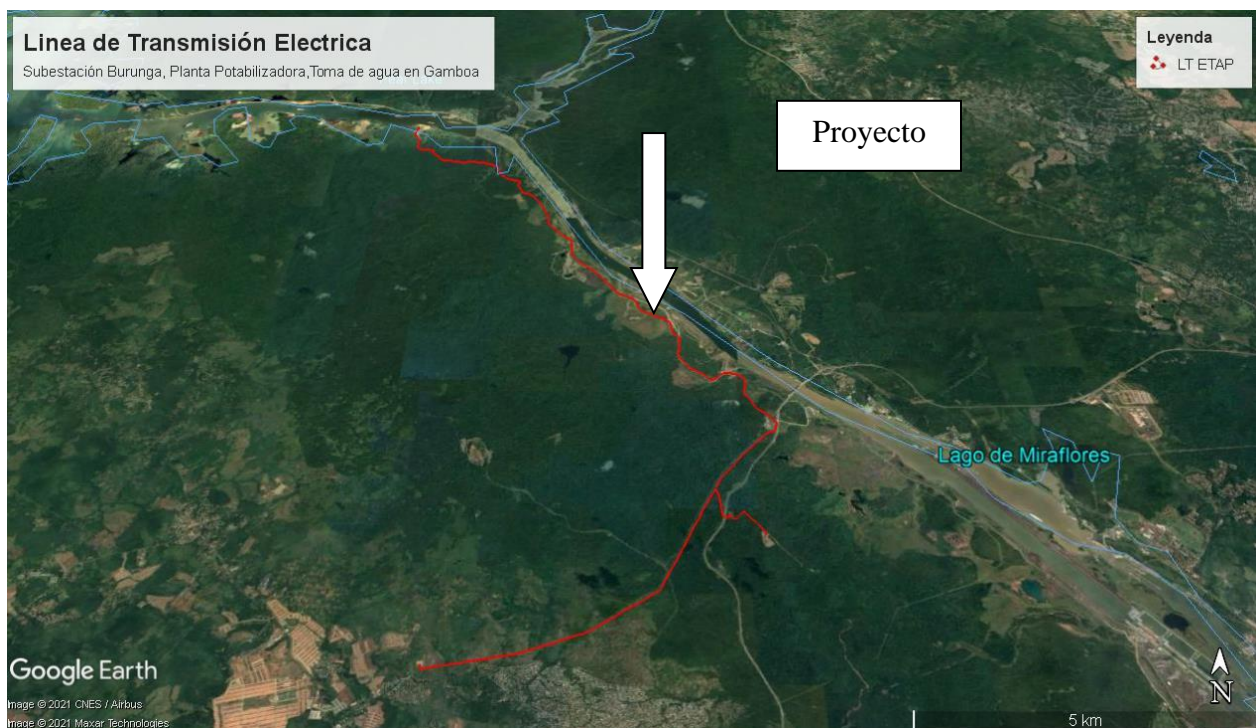 Linea de Transmisión Electrica
Subestación Burunga, Planta Potabilizadora,Toma de agua en Gamboa
Leyenda
LT ETAP
Proyecto
Lago de Miraflores
Google Earth
Image © 2021 CNES / Airbus
Image © 2021 Maxar Technologies
N
5 km